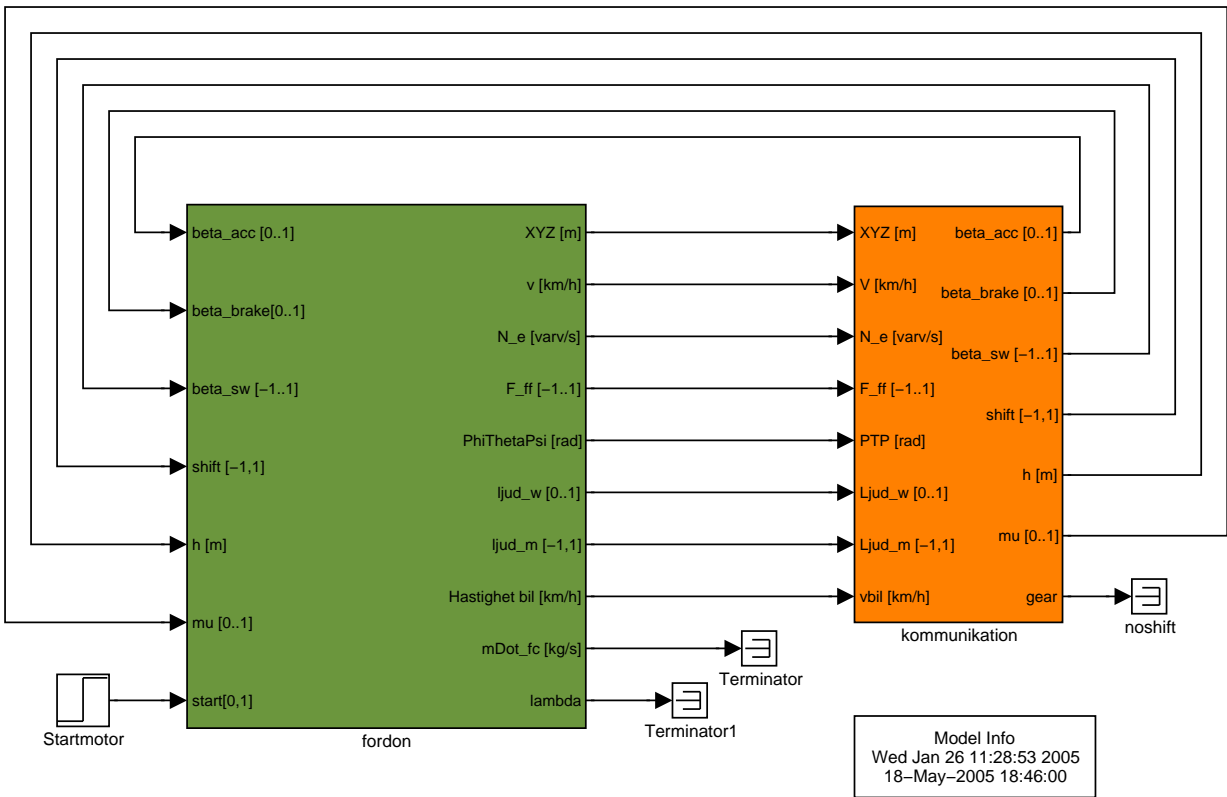 beta_acc [0..1]
beta_brake[0..1]
beta_sw [−1..1]
shift [−1,1]
h [m]
mu [0..1]
start[0,1]
XYZ [m]
v [km/h]
N_e [varv/s]
F_ff [−1..1]
PhiThetaPsi [rad]
ljud_w [0..1]
ljud_m [−1,1]
Hastighet bil [km/h]
mDot_fc [kg/s]
lambda
fordon
Startmotor
XYZ [m]
V [km/h]
N_e [varv/s]
F_ff [−1..1]
PTP [rad]
Ljud_w [0..1]
Ljud_m [−1,1]
vbil [km/h]
beta_acc [0..1]
beta_brake [0..1]
beta_sw [−1..1]
shift [−1,1]
h [m]
mu [0..1]
gear
kommunikation
noshift
Terminator
Terminator1
Model Info
Wed Jan 26 11:28:53 2005
18−May−2005 18:46:00